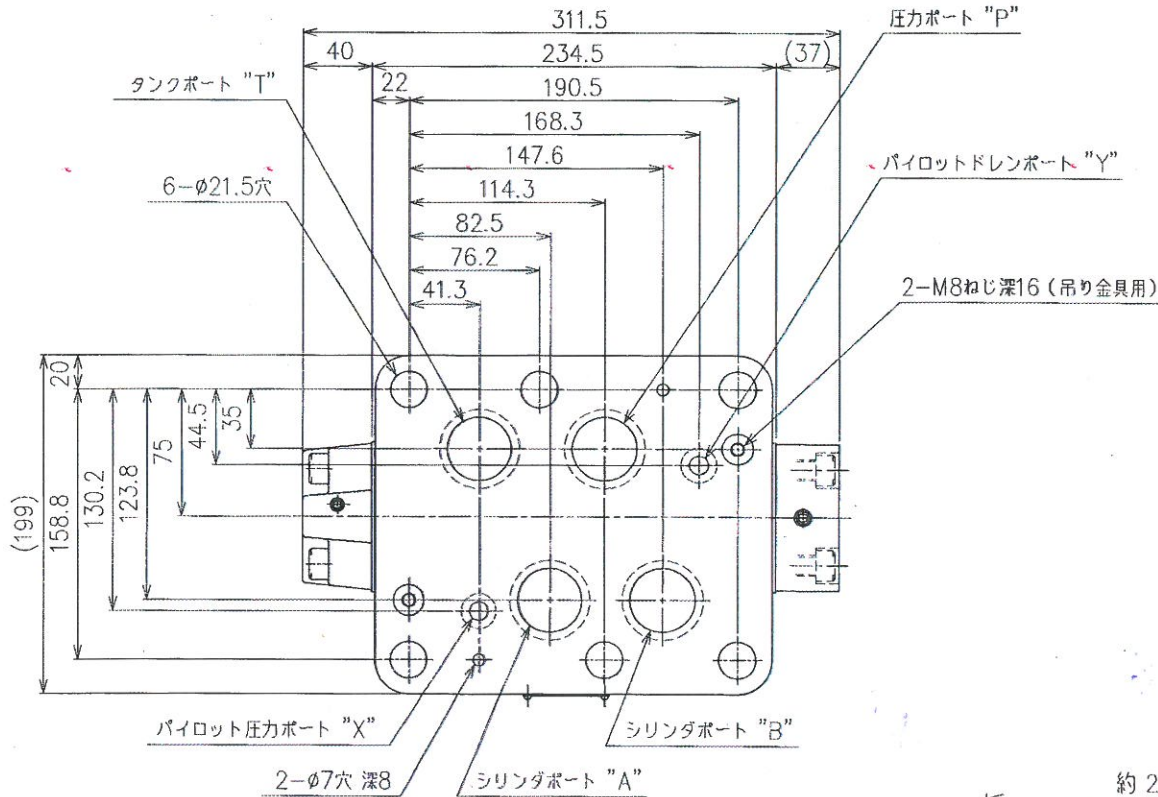 311.5
圧力ポート "P"
40
234.5
(37)
タンクポート "T"
22
190.5
168.3
パイロットドレンポート "Y"
147.6
6-φ21.5穴
114.3
82.5
2-M8ねじ深16 (吊り金具用)
76.2
41.3
20
35
44.5
75
123.8
130.2
158.8
(199)
パイロット圧力ポート "X"
シリンダポート "B"
2-φ7穴 深8
シリンダポート "A"
約 2